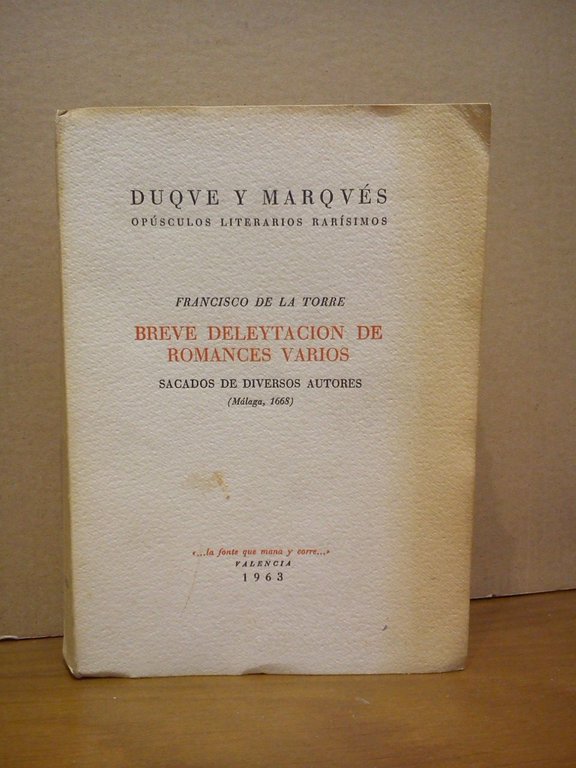 DUQVE Y MARQVÉS
OPÚSCULOS LITERARIOS RARÍSIMOS
FRANCISCO DE LA TORRE
BREVE DELEYTACION DE
ROMANCES VARIOS
SACADOS DE DIVERSOS AUTORES
(Málaga, 1668)
«...la fonte que mana y corre...»
VALENCIA
1963